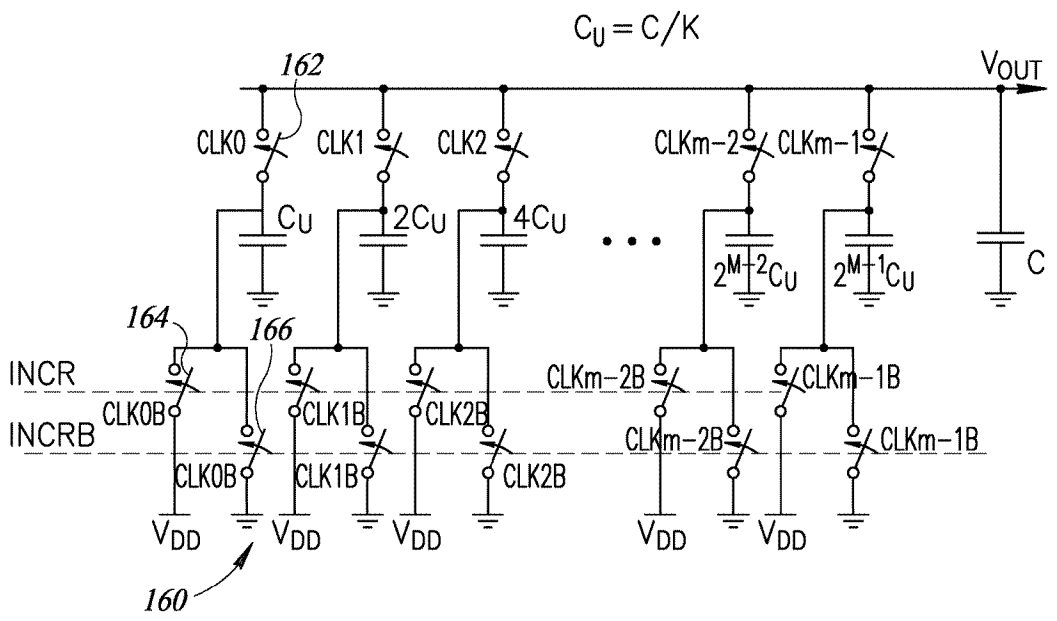 C_U = C/K
162
V_OUT
CLK0 CLK1 CLK2 CLKm-2 CLKm-1
C_U 2C_U 4C_U • • • 2^{M-2}C_U 2^{M-1}C_U C
164 166
INCR CLKm-2B CLKm-1B
CLK0B CLK1B CLK2B
INCRB CLKm-2B CLKm-1B
CLK0B CLK1B CLK2B
V_DD V_DD V_DD V_DD V_DD
160